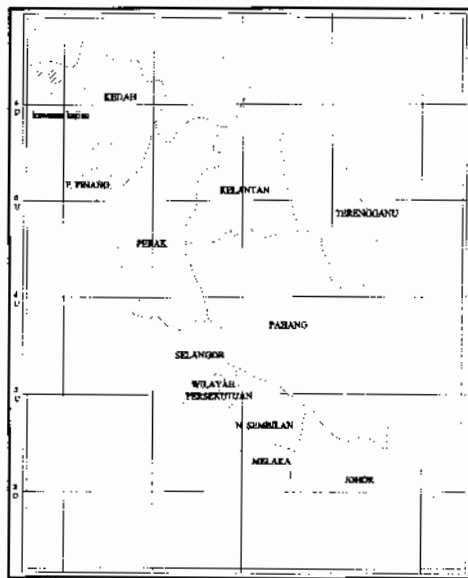 KEDAH
kawasan kajian
P. PINANG
KELANTAN
TERENGGANU
PERAK
PAHANG
SELANGOR
WILAYAH
PERSEKUTUAN
N. SEMBILAN
MELAKA
JOHOR